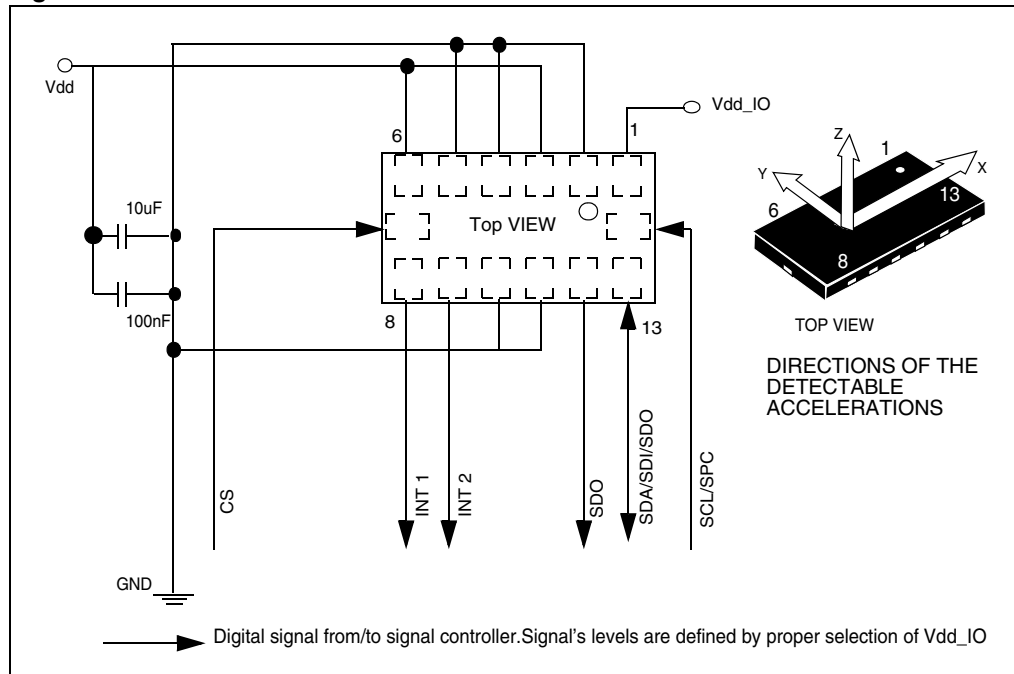 Vdd
Vdd_IO
6
1
10uF
Top VIEW
100nF
8
13
Z
1
Y
X
6
13
8
TOP VIEW
DIRECTIONS OF THE
DETECTABLE
ACCELERATIONS
CS
INT 1
INT 2
SDO
SDA/SDI/SDO
SCL/SPC
GND
Digital signal from/to signal controller.Signal's levels are defined by proper selection of Vdd_IO